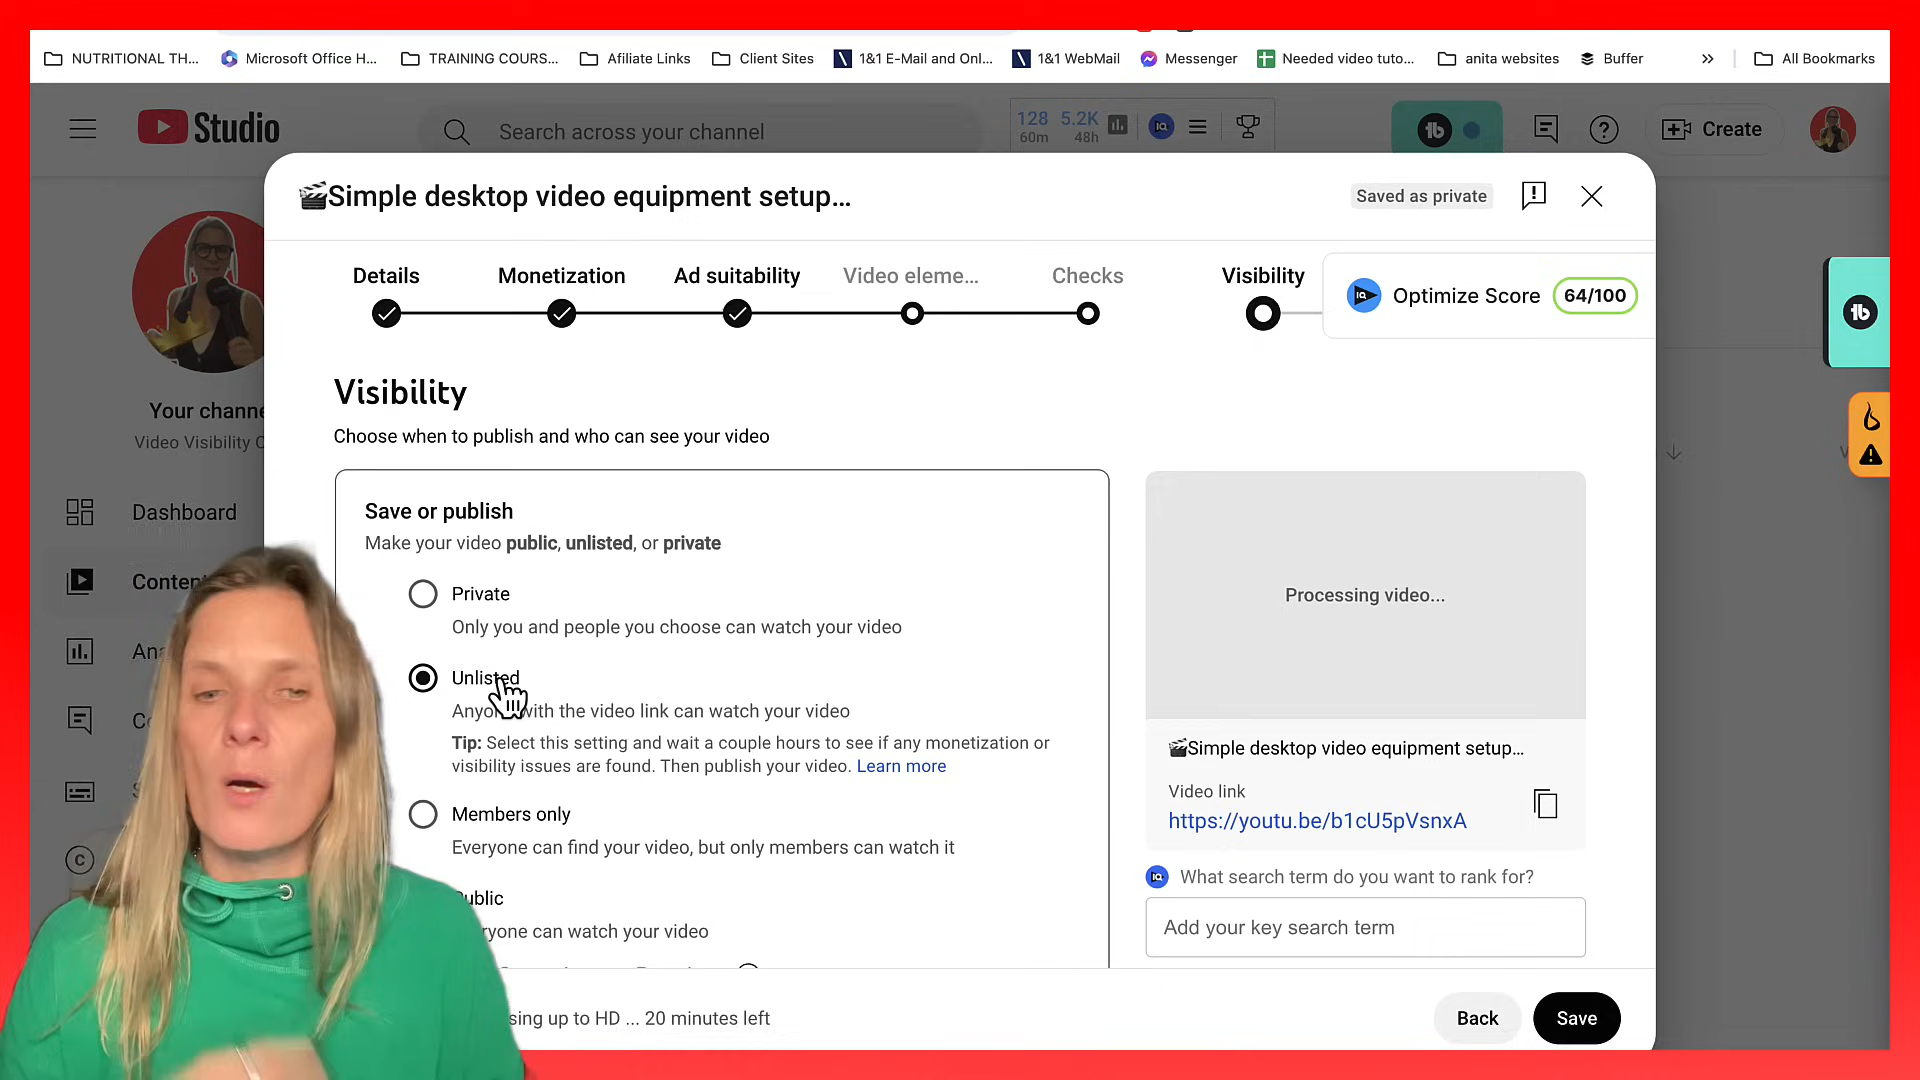 NUTRITIONAL TH... Microsoft Office H... TRAINING COURS... Afiliate Links Client Sites 1&1 E-Mail and Onl... 1&1 WebMail Messenger Needed video tuto... anita websites Buffer » All Bookmarks
Studio
Search across your channel
128 5.2K
60m 48h
Create
Simple desktop video equipment setup...
Saved as private
Details Monetization Ad suitability Video eleme... Checks Visibility
Optimize Score 64/100
Visibility
Choose when to publish and who can see your video
Your chann
Video Visibility C
Dashboard
Conten
Ana
Save or publish
Make your video public, unlisted, or private
Private
Only you and people you choose can watch your video
Unlisted
with the video link can watch your video
Tip: Select this setting and wait a couple hours to see if any monetization or
visibility issues are found. Then publish your video. Learn more
Members only
Everyone can find your video, but only members can watch it
ublic
ryone can watch your video
Processing video...
Simple desktop video equipment setup...
Video link
https://youtu.be/b1cU5pVsnxA
What search term do you want to rank for?
Add your key search term
sing up to HD ... 20 minutes left
Back Save